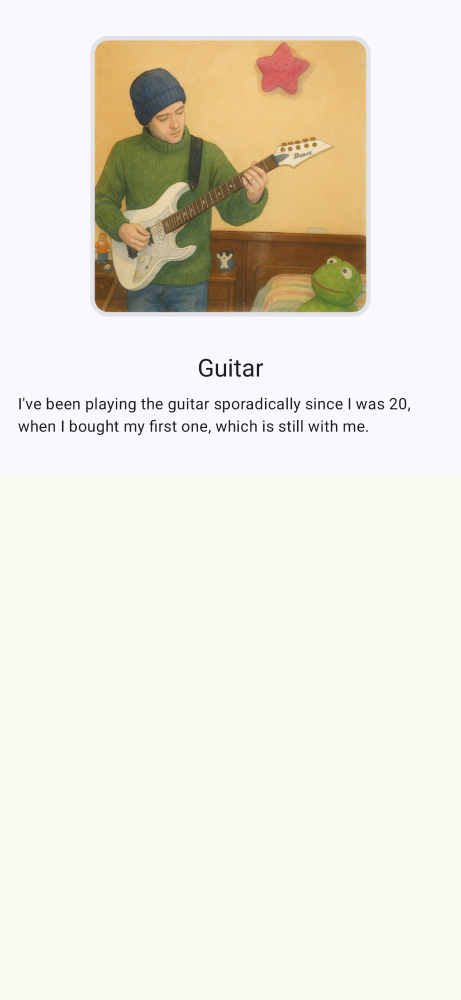 Ibanez
Guitar
I've been playing the guitar sporadically since I was 20,
when I bought my first one, which is still with me.